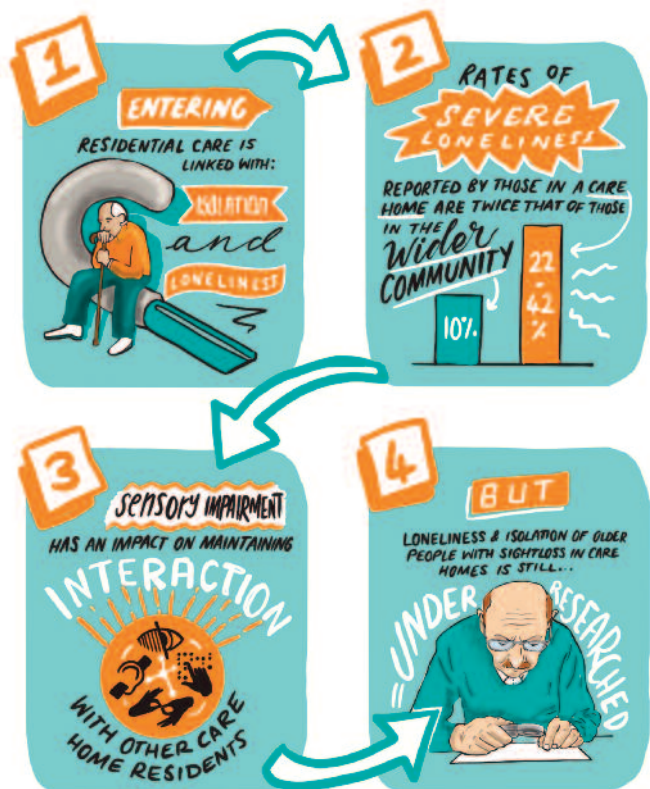 1
ENTERING
RESIDENTIAL CARE IS
LINKED WITH:
ISOLATION
and
LONELINESS
2
RATES OF
SEVERE
LONELINESS
REPORTED BY THOSE IN A CARE
HOME ARE TWICE THAT OF THOSE
IN THE
Wider
COMMUNITY
10%
22
-
42
%
3
sensory IMPAIRMENT
HAS AN IMPACT ON MAINTAINING
INTERACTION
WITH OTHER CARE
HOME RESIDENTS
4
BUT
LONELINESS & ISOLATION OF OLDER
PEOPLE WITH SIGHTLOSS IN CARE
HOMES IS STILL...
=UNDER RESEARCHED